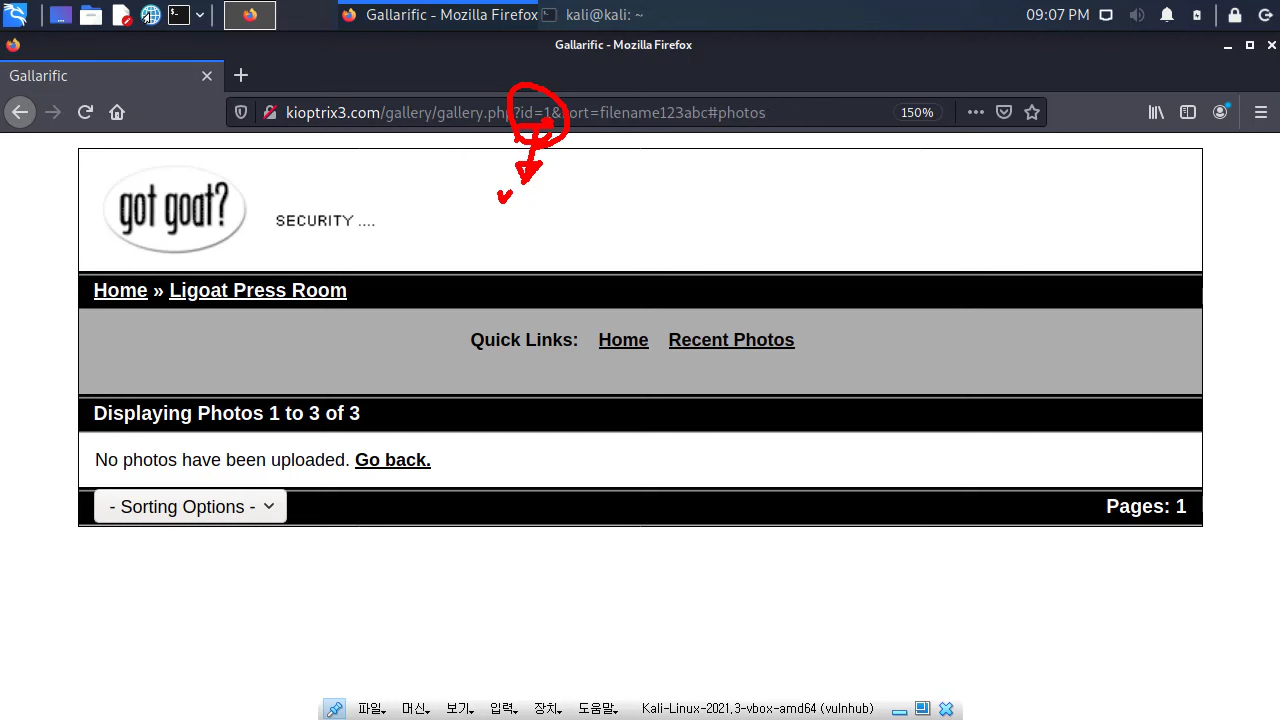 Gallarific - Mozilla Firefox
kali@kali: ~
09:07 PM
Gallarific - Mozilla Firefox
Gallarific
kioptrix3.com/gallery/gallery.php?id=1&sort=filename123abc#photos
150%
got goat?
SECURITY ....
Home » Ligoat Press Room
Quick Links: Home Recent Photos
Displaying Photos 1 to 3 of 3
No photos have been uploaded. Go back.
- Sorting Options -
Pages: 1
파일 머신 보기 입력 장치 도움말 Kali-Linux-2021,3-vbox-amd64 (vulnhub)